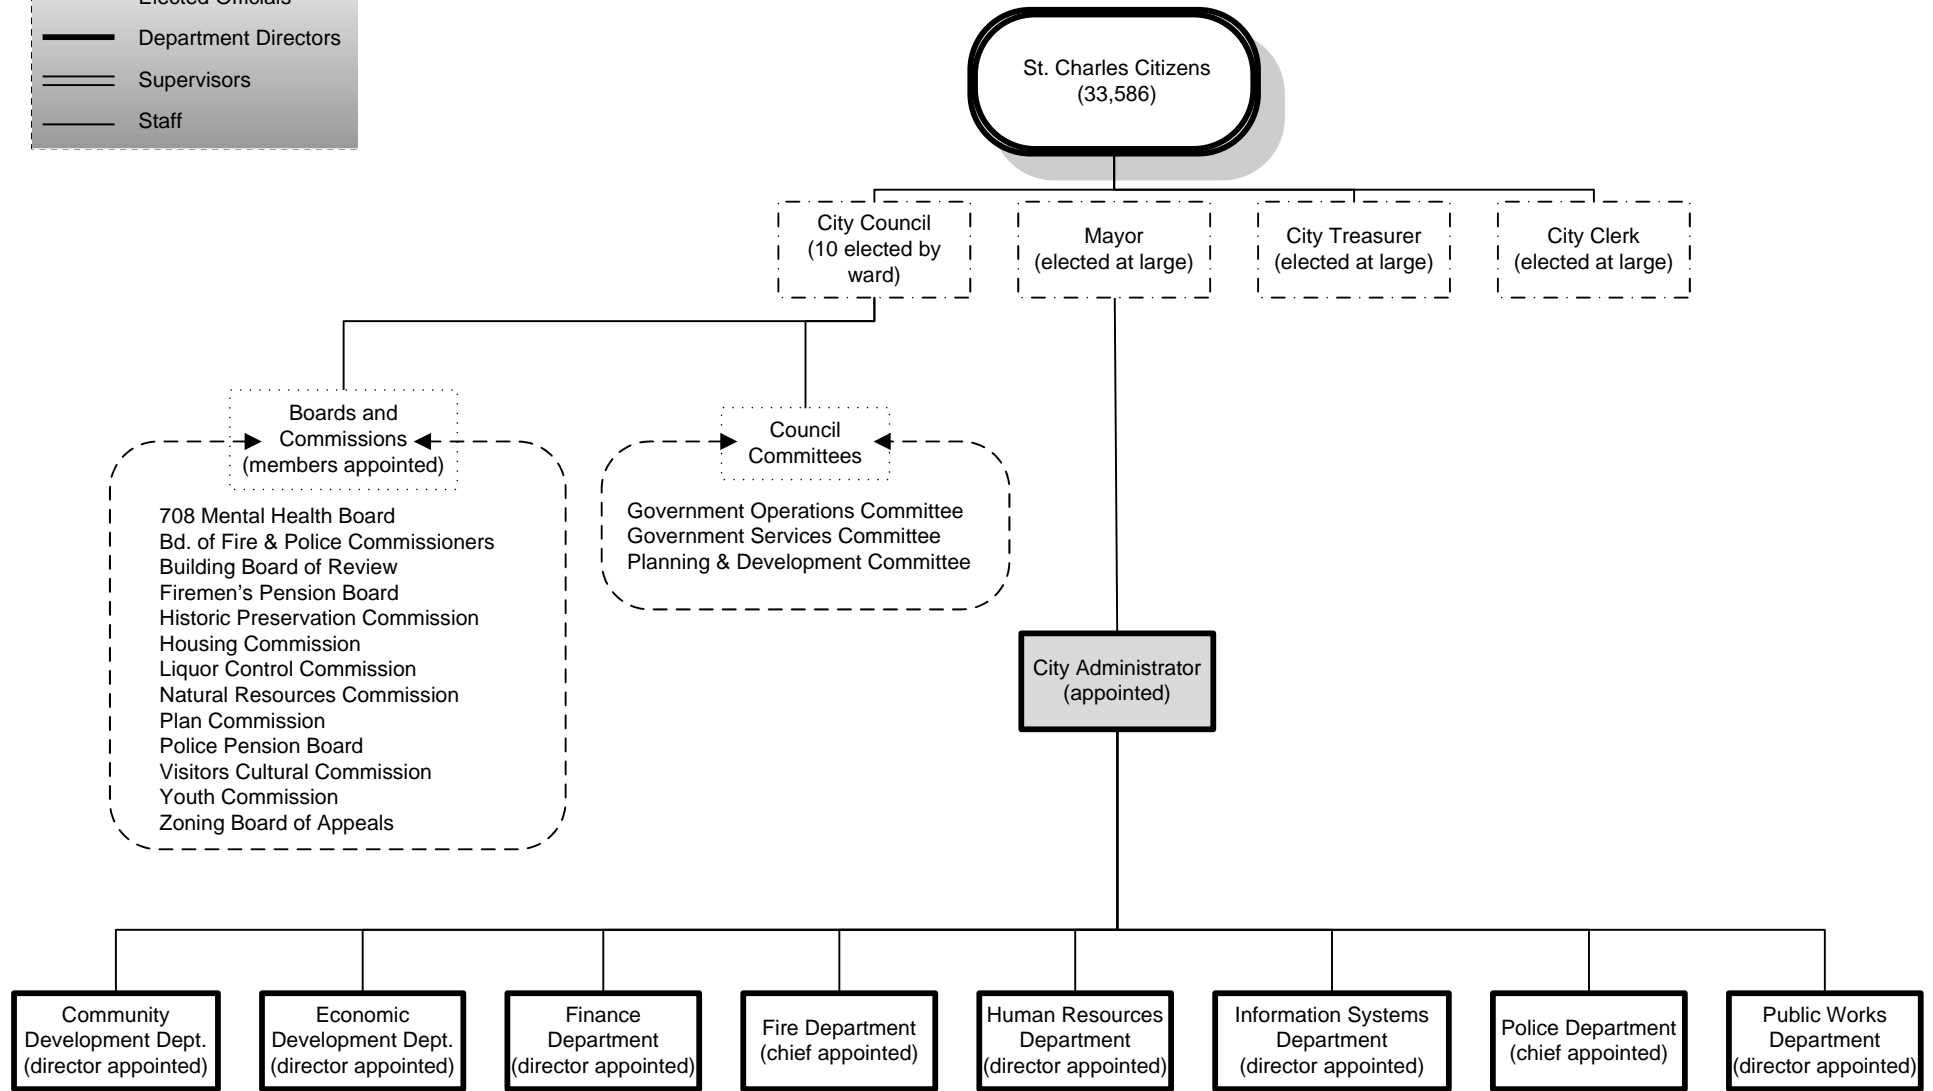 Elected Officials
Department Directors
Supervisors
Staff
St. Charles Citizens
(33,586)
City Council
(10 elected by
ward)
Mayor
(elected at large)
City Treasurer
(elected at large)
City Clerk
(elected at large)
Boards and
Commissions
(members appointed)
708 Mental Health Board
Bd. of Fire & Police Commissioners
Building Board of Review
Firemen’s Pension Board
Historic Preservation Commission
Housing Commission
Liquor Control Commission
Natural Resources Commission
Plan Commission
Police Pension Board
Visitors Cultural Commission
Youth Commission
Zoning Board of Appeals
Council
Committees
Government Operations Committee
Government Services Committee
Planning & Development Committee
City Administrator
(appointed)
Community
Development Dept.
(director appointed)
Economic
Development Dept.
(director appointed)
Finance
Department
(director appointed)
Fire Department
(chief appointed)
Human Resources
Department
(director appointed)
Information Systems
Department
(director appointed)
Police Department
(chief appointed)
Public Works
Department
(director appointed)